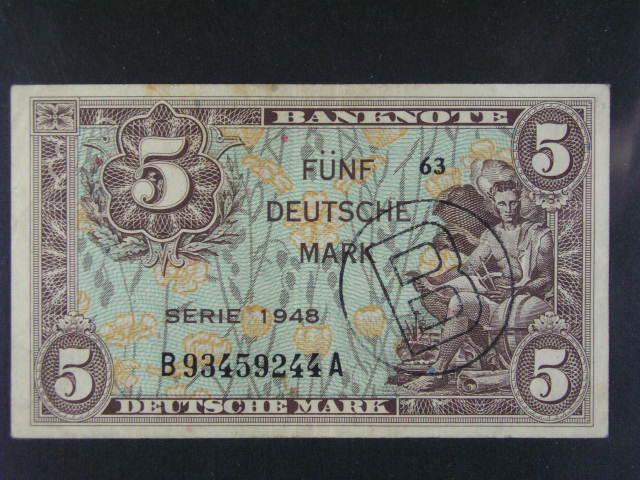 BANKNOTE
5
5
FÜNF 63
DEUTSCHE
MARK
B
SERIE 1948
B93459244A
5
5
DEUTSCHE MARK